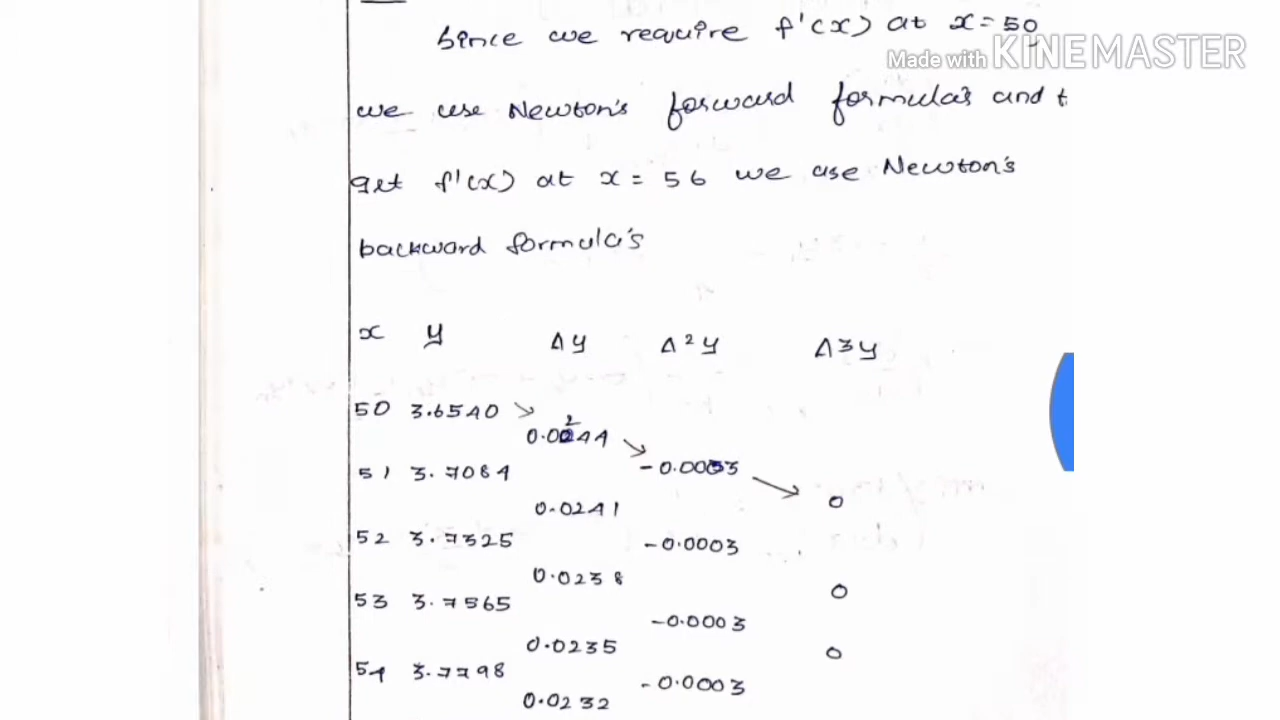 Since we require f'(x) at x = 50
Made with KINEMASTER
we use Newton's forward formula's and t
get f'(x) at x = 56 we use Newton's
backward formula's
x y Δy Δ²y Δ³y
50 3.6540
0.0244
-0.0003
51 3.7084
0
0.0241
52 3.7325
-0.0003
0.0238
0
53 3.7565
-0.0003
0.0235
0
54 3.7798
-0.0003
0.0232